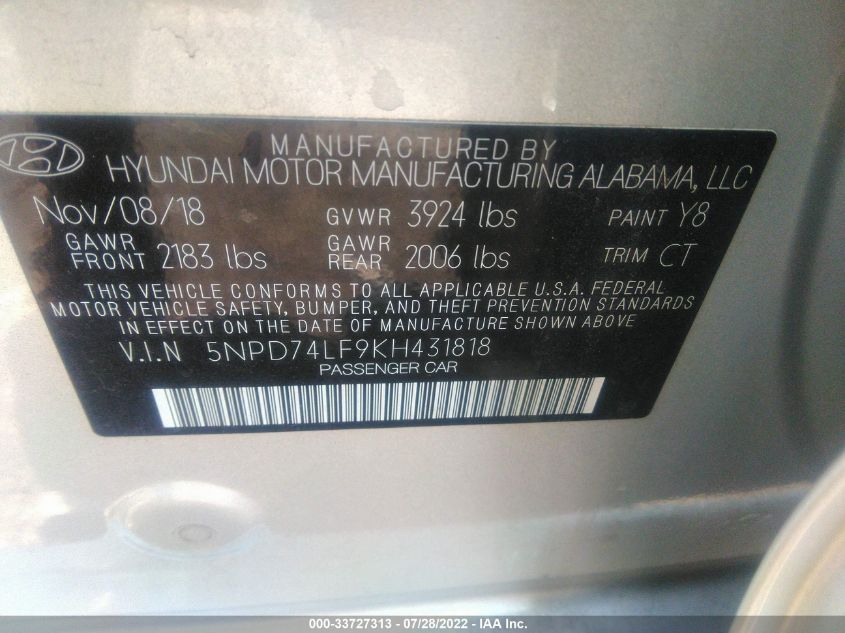 MANUFACTURED BY
HYUNDAI MOTOR MANUFACTURING ALABAMA, LLC
Nov/08/18 GVWR 3924 lbs PAINT Y8
GAWR FRONT 2183 lbs GAWR REAR 2006 lbs TRIM CT
THIS VEHICLE CONFORMS TO ALL APPLICABLE U.S.A. FEDERAL
MOTOR VEHICLE SAFETY, BUMPER, AND THEFT PREVENTION STANDARDS
IN EFFECT ON THE DATE OF MANUFACTURE SHOWN ABOVE
V.I.N 5NPD74LF9KH431818
PASSENGER CAR
000-33727313 - 07/28/2022 - IAA Inc.